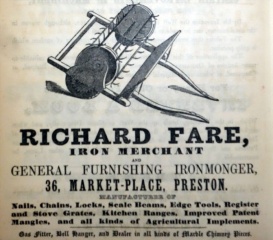 RICHARD FARE,
IRON MERCHANT
AND
GENERAL FURNISHING IRONMONGER,
36, MARKET-PLACE, PRESTON.
MANUFACTURER OF
Nails, Chains, Locks, Scale Beams, Edge Tools, Register
and Stove Grates, Kitchen Ranges, Improved Patent
Mangles, and all kinds of Agricultural Implements.
Gas Fitter, Bell Hanger, and Dealer in all kinds of Marble Chimney Pieces.